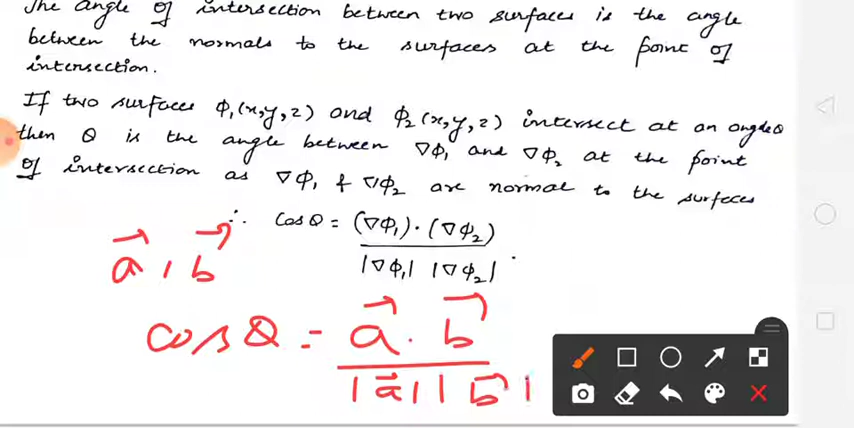 The angle of intersection between two surfaces is the angle
between the normals to the surfaces at the point of
intersection.
If two surfaces ϕ₁(x,y,z) and ϕ₂(x,y,z) intersect at an angle θ
then θ is the angle between ∇ϕ₁ and ∇ϕ₂ at the point
of intersection as ∇ϕ₁ & ∇ϕ₂ are normal to the surfaces
∴ cos θ = (∇ϕ₁)·(∇ϕ₂) / |∇ϕ₁| |∇ϕ₂| .
a⃗ , b⃗
cos θ = a⃗ · b⃗ / |a⃗| |b⃗|